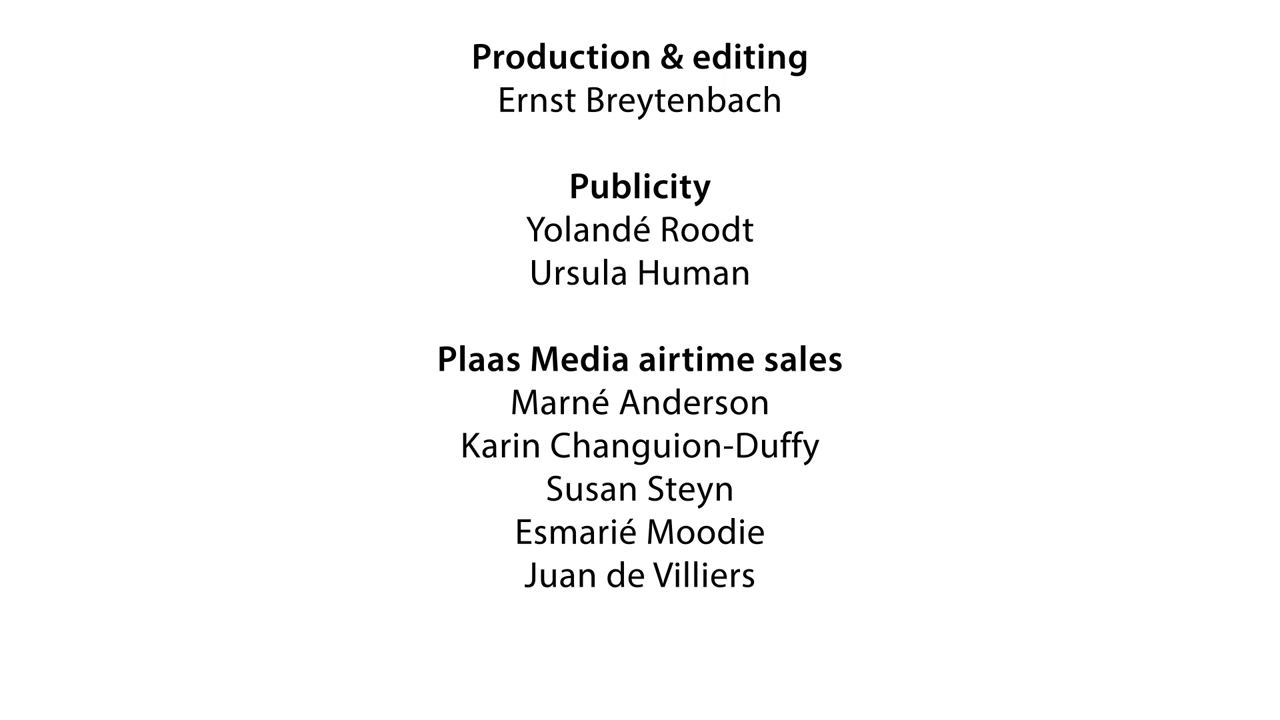 Production & editing
Ernst Breytenbach
Publicity
Yolandé Roodt
Ursula Human
Plaas Media airtime sales
Marné Anderson
Karin Changuion-Duffy
Susan Steyn
Esmarié Moodie
Juan de Villiers